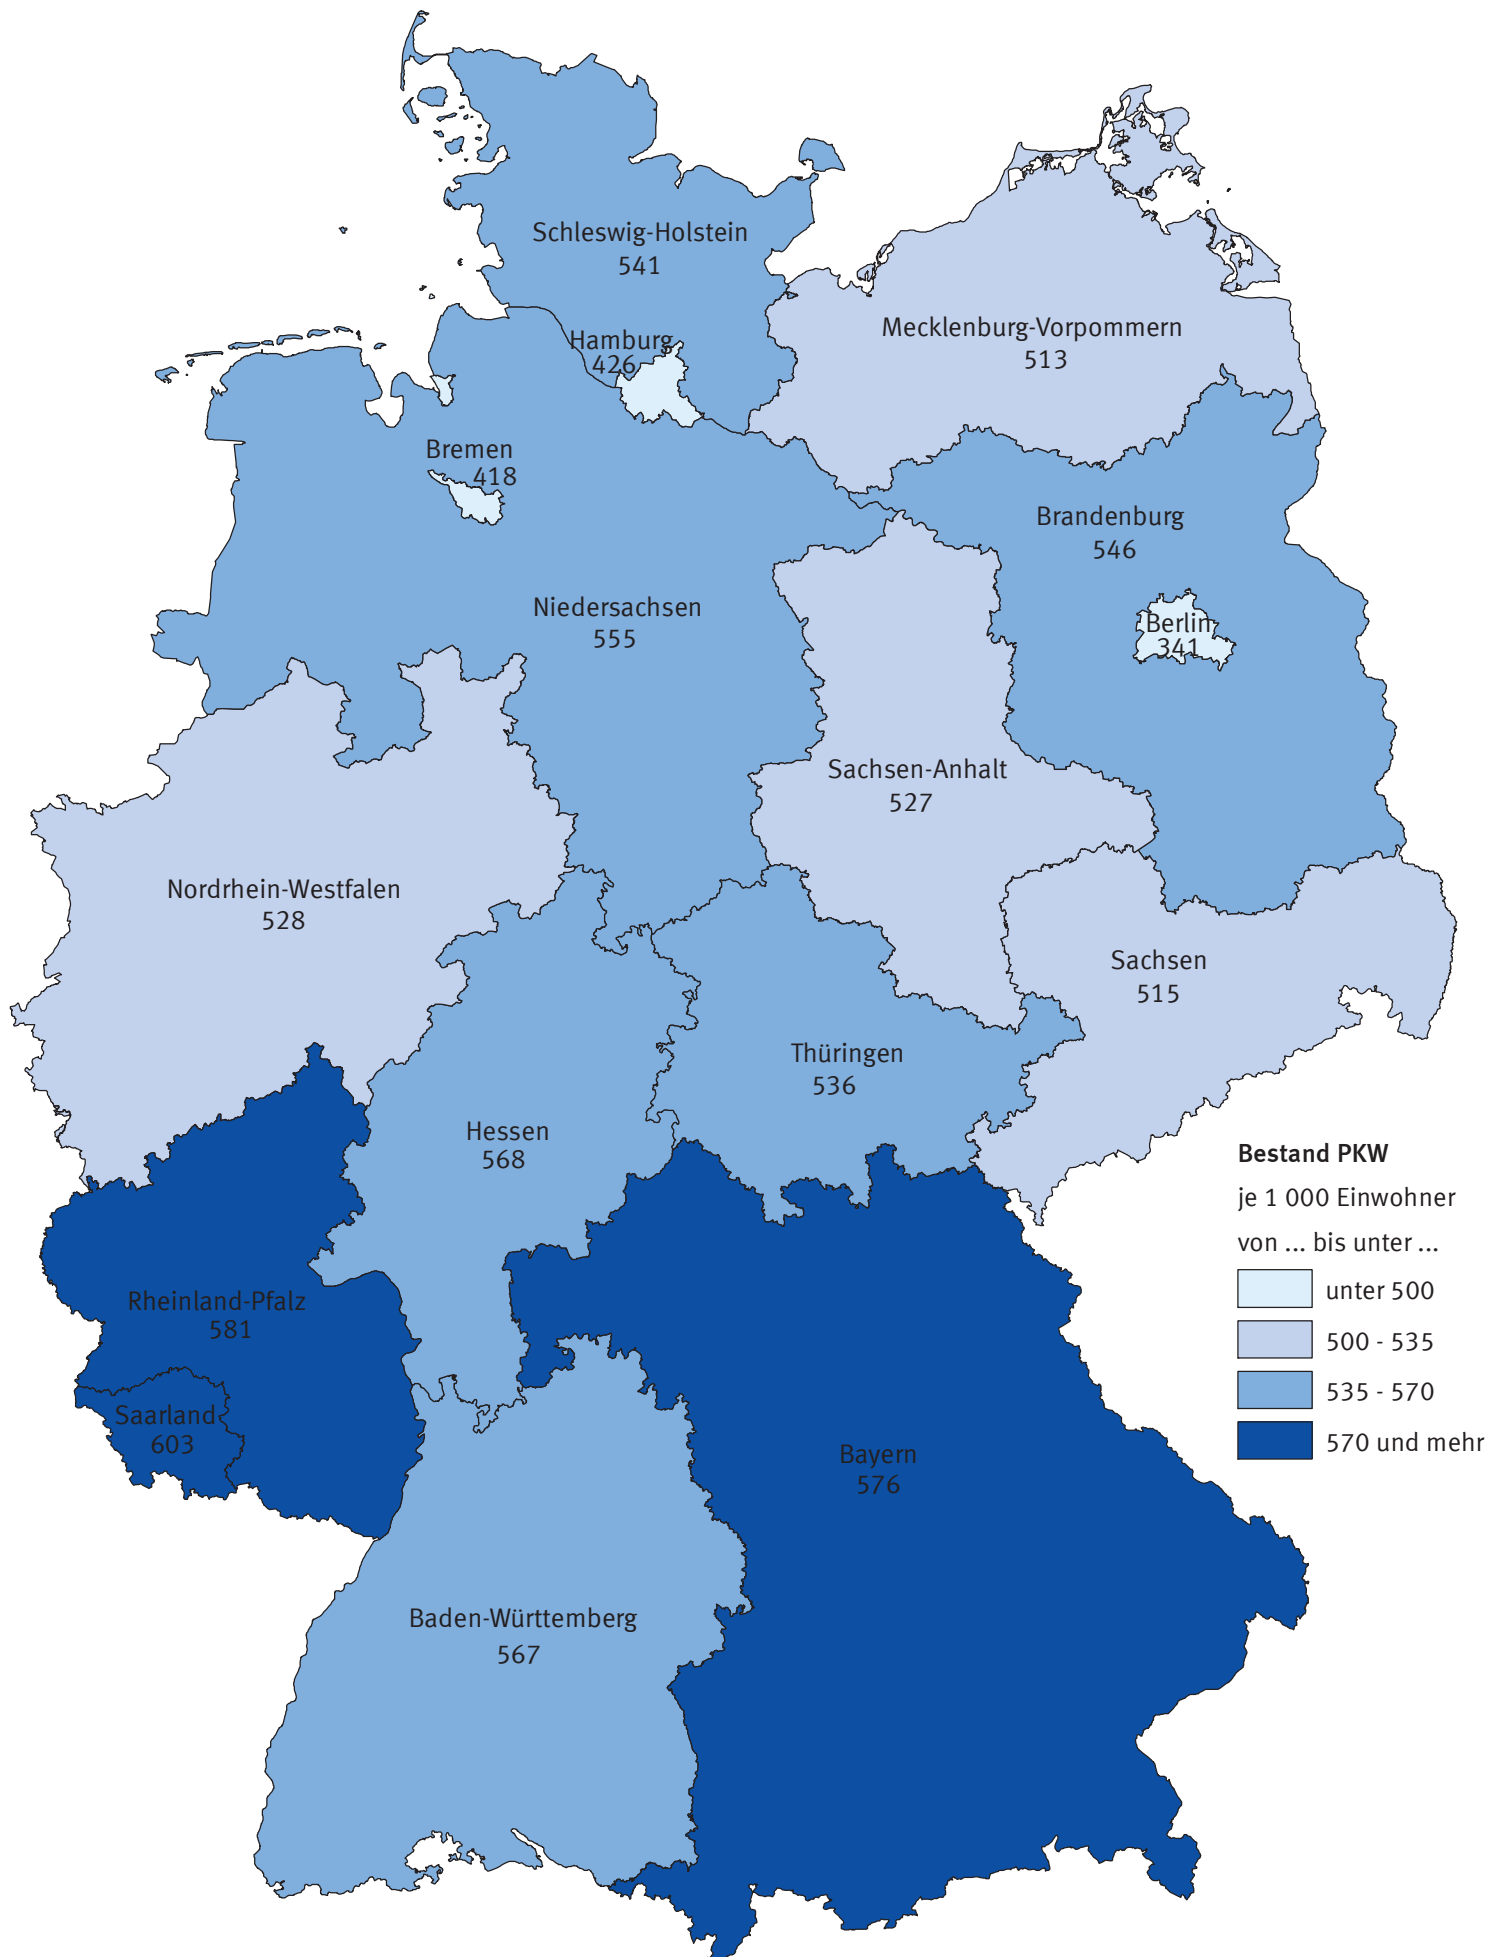 Schleswig-Holstein
541
Mecklenburg-Vorpommern
513
Hamburg
426
Bremen
418
Brandenburg
546
Niedersachsen
555
Berlin
341
Sachsen-Anhalt
527
Nordrhein-Westfalen
528
Sachsen
515
Thüringen
536
Hessen
568
Rheinland-Pfalz
581
Saarland
603
Bayern
576
Baden-Württemberg
567
Bestand PKW
je 1 000 Einwohner
von ... bis unter ...
unter 500
500 - 535
535 - 570
570 und mehr